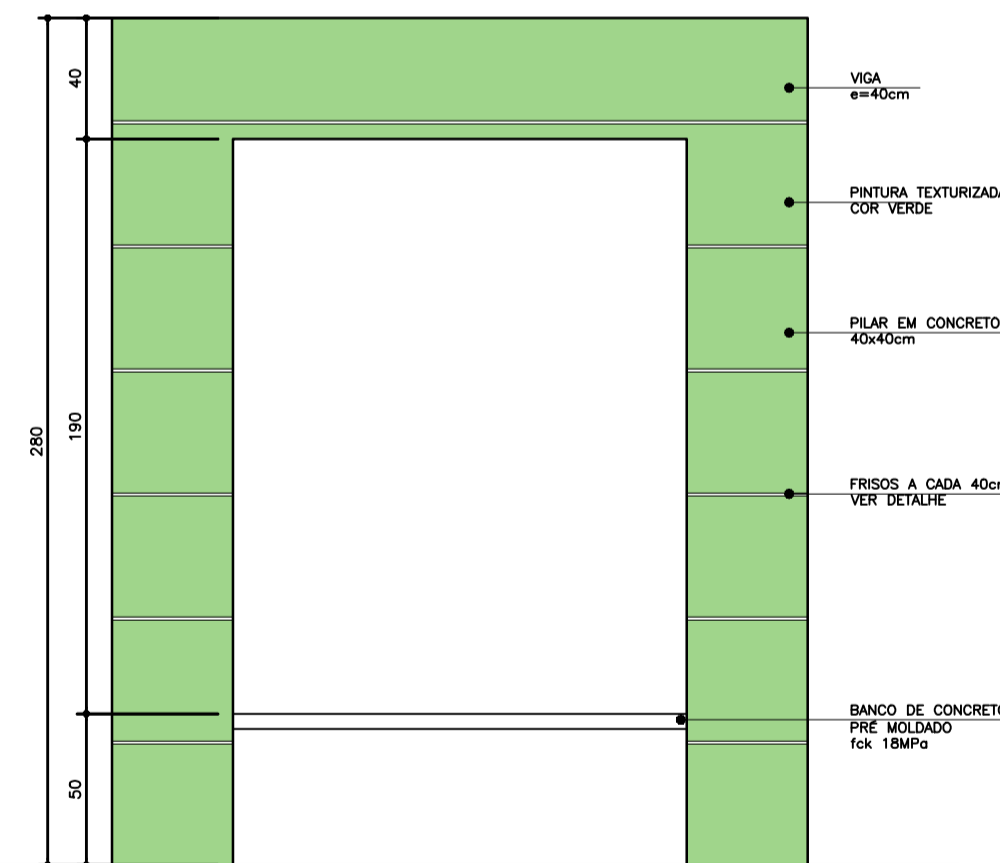 40
VIGA
e=40cm
PINTURA TEXTURIZADA
COR VERDE
PILAR EM CONCRETO
40x40cm
190
280
FRISOS A CADA 40cm
VER DETALHE
BANCO DE CONCRETO
PRÉ MOLDADO
fck 18MPa
50